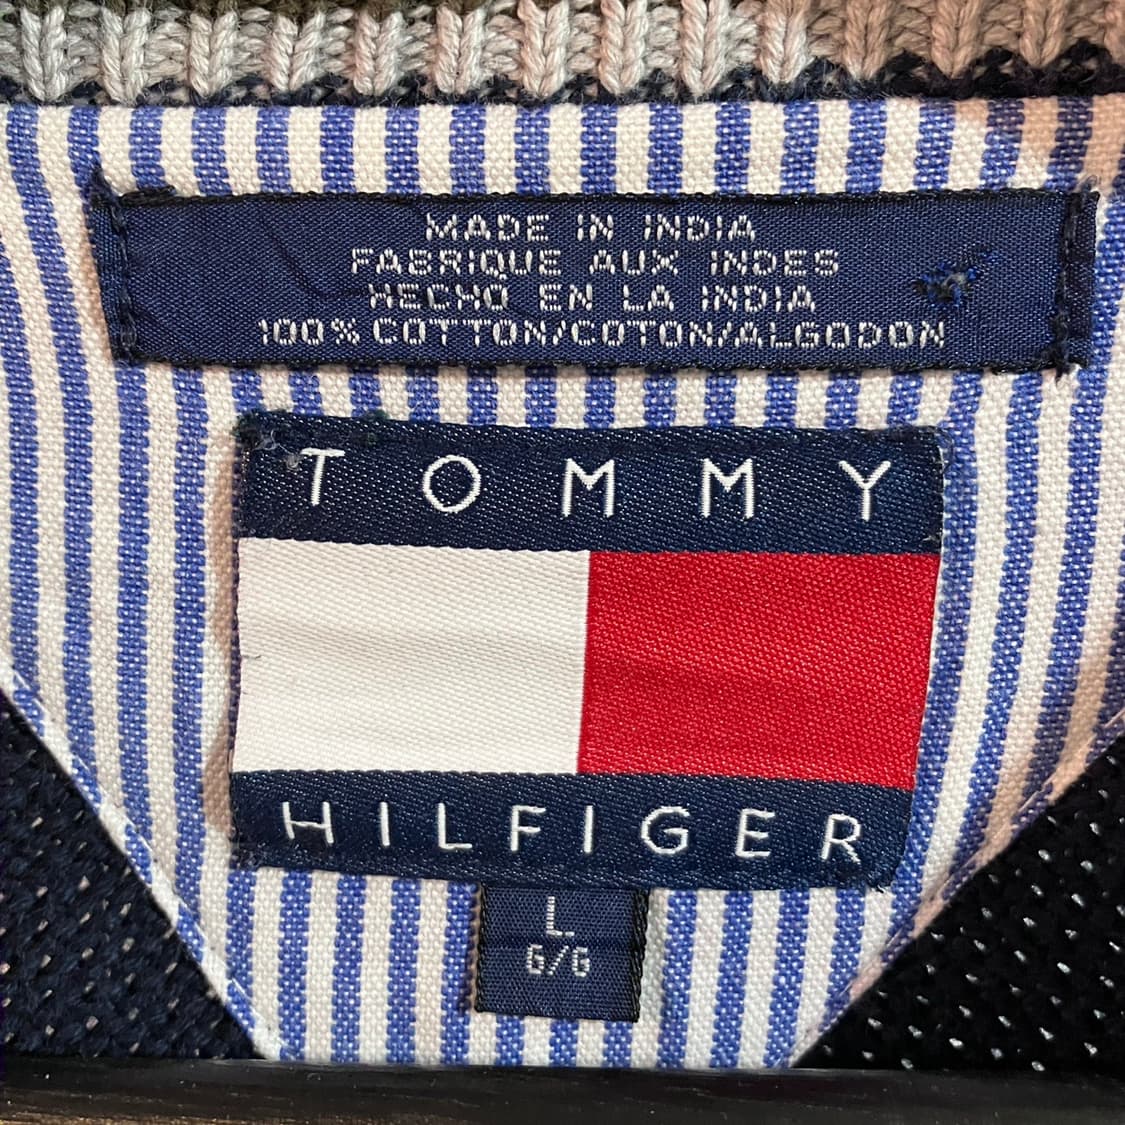 MADE IN INDIA
FABRIQUE AUX INDES
HECHO EN LA INDIA
100% COTTON/COTON/ALGODON
TOMMY
HILFIGER
L
G/G